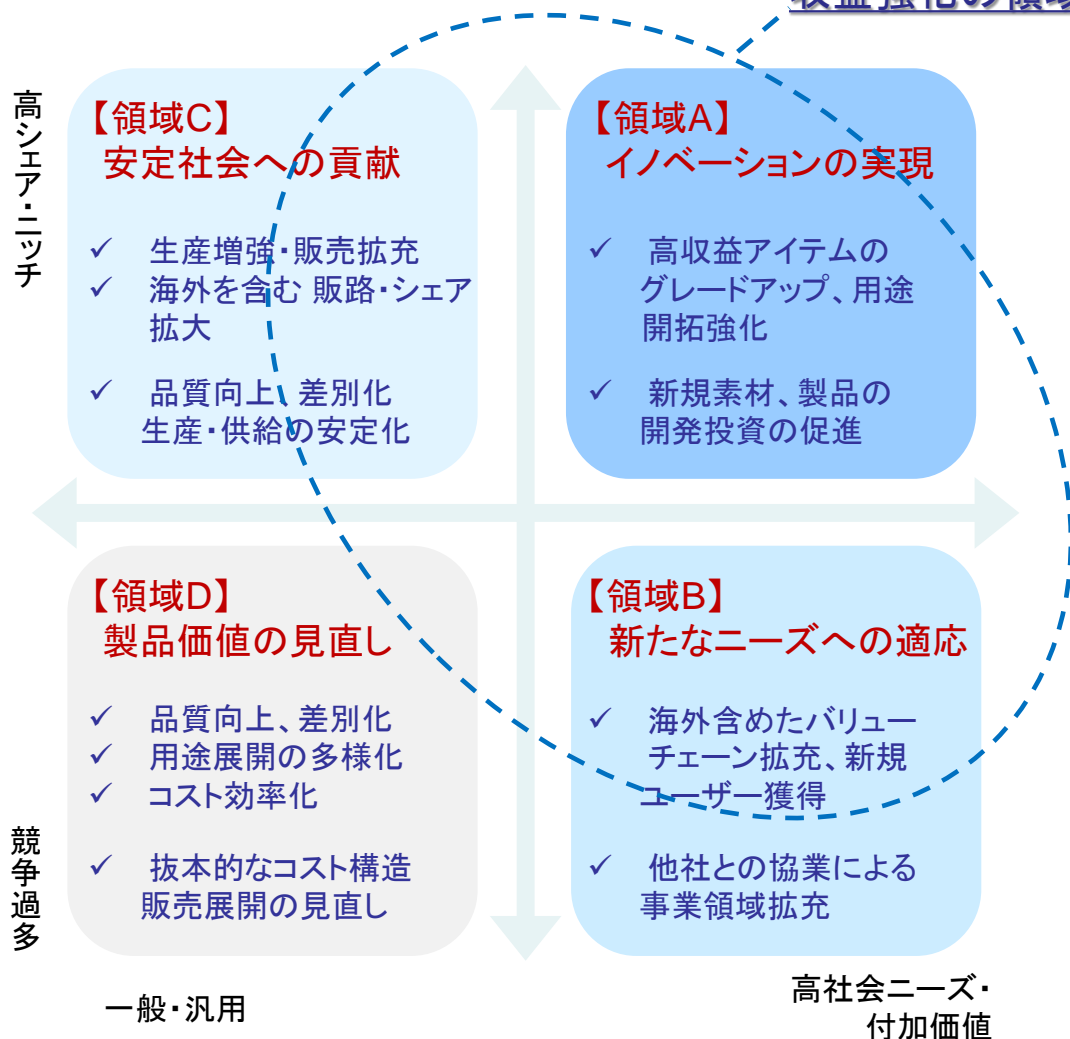 収益強化の領域
高シェア・ニッチ
【領域C】
安定社会への貢献
✓ 生産増強・販売拡充
✓ 海外を含む 販路・シェア
拡大
✓ 品質向上、差別化
生産・供給の安定化
【領域A】
イノベーションの実現
✓ 高収益アイテムの
グレードアップ、用途
開拓強化
✓ 新規素材、製品の
開発投資の促進
【領域D】
製品価値の見直し
✓ 品質向上、差別化
✓ 用途展開の多様化
✓ コスト効率化
✓ 抜本的なコスト構造
販売展開の見直し
【領域B】
新たなニーズへの適応
✓ 海外含めたバリュー
チェーン拡充、新規
ユーザー獲得
✓ 他社との協業による
事業領域拡充
競争過多
一般・汎用
高社会ニーズ・
付加価値